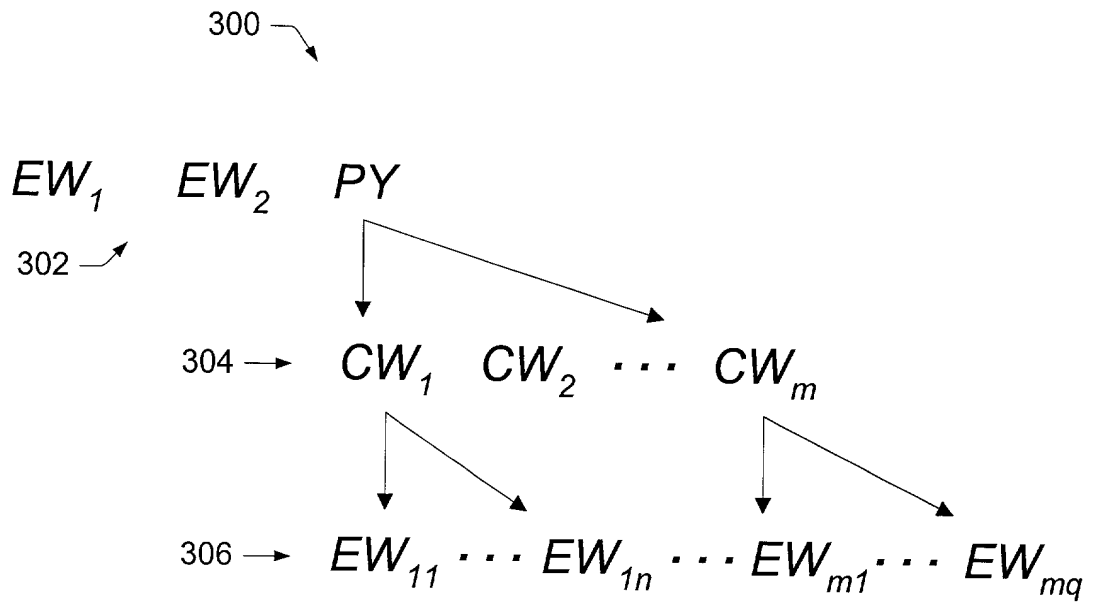 300
EW₁ EW₂ PY
302
304 CW₁ CW₂ ··· CWₘ
306 EW₁₁ ··· EW₁ₙ ··· EWₘ₁ ··· EWₘq